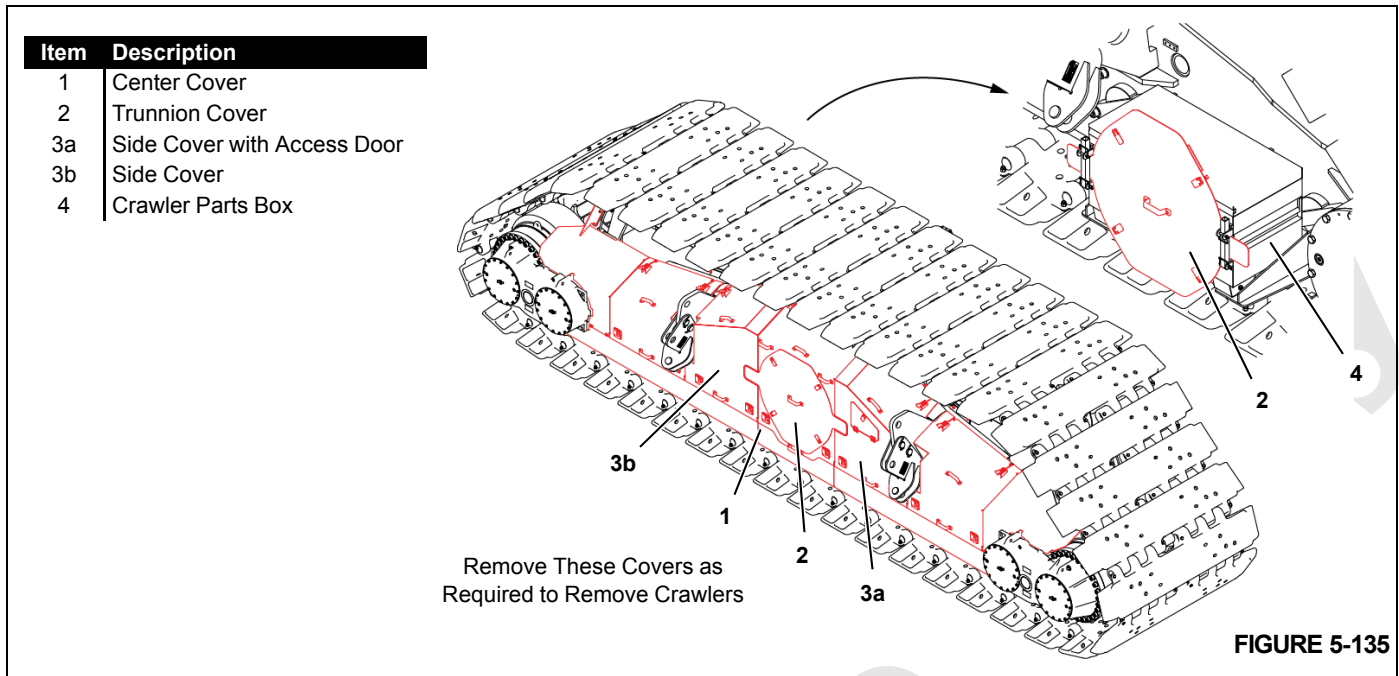 Item Description
1 Center Cover
2 Trunnion Cover
3a Side Cover with Access Door
3b Side Cover
4 Crawler Parts Box
4
2
3b
1
2
3a
Remove These Covers as
Required to Remove Crawlers
FIGURE 5-135